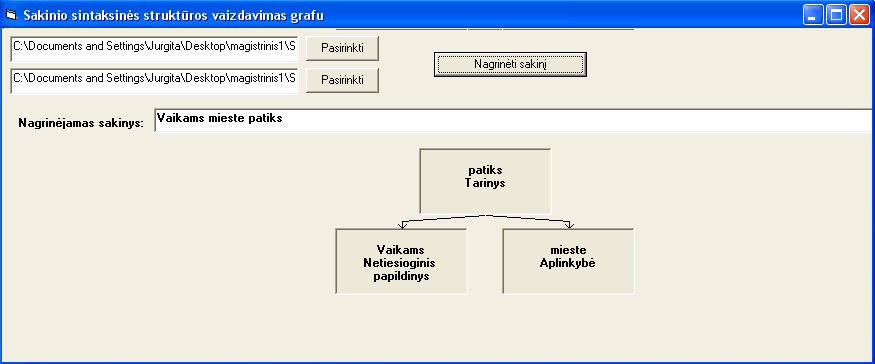 Sakinio sintaksinės struktūros vaizdavimas grafu
C:\Documents and Settings\Jurgita\Desktop\magistrinis1\S
Pasirinkti
Nagrinėti sakinį
C:\Documents and Settings\Jurgita\Desktop\magistrinis1\S
Pasirinkti
Nagrinėjamas sakinys:
Vaikams mieste patiks
patiks
Tarinys
Vaikams
Netiesioginis
papildinys
mieste
Aplinkybė